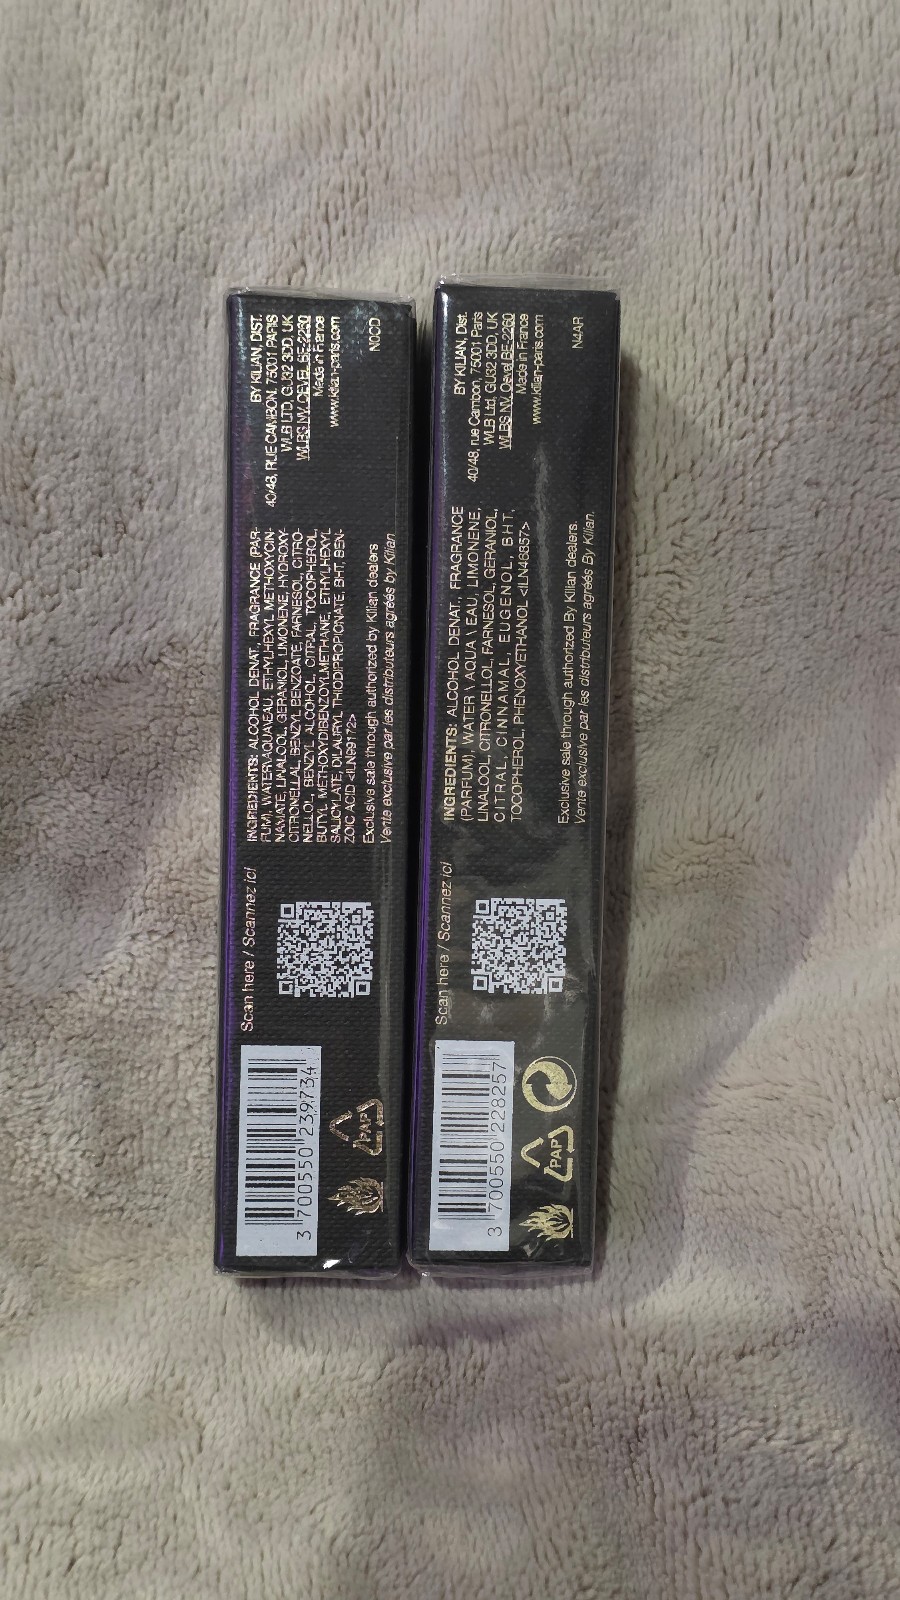 BY KILIAN, DIST.
40/48, RUE CAMBON, 75001 PARIS
WLB LTD, GU32 3DD, UK
WLBS NV, OEVEL BE-2260
Made in France
www.kilian-paris.com
N0CD
INGREDIENTS: ALCOHOL DENAT., FRAGRANCE (PAR-
FUM), WATER\AQUA\EAU, ETHYLHEXYL METHOXYCIN-
NAMATE, LINALOOL, GERANIOL, LIMONENE, HYDROXY-
CITRONELLAL, BENZYL BENZOATE, FARNESOL, CITRO-
NELLOL, BENZYL ALCOHOL, CITRAL, TOCOPHEROL,
BUTYL METHOXYDIBENZOYLMETHANE, ETHYLHEXYL
SALICYLATE, DILAURYL THIODIPROPIONATE, BHT, BEN-
ZOIC ACID <ILN99172>
Exclusive sale through authorized by Kilian dealers
Vente exclusive par les distributeurs agréés by Kilian
Scan here / Scannez ici
3 700550 239734
PAP
BY KILIAN, Dist.
40/48, rue Cambon, 75001 Paris
WLB Ltd, GU32 3DD, UK
WLBS NV, Oevel BE-2260
Made in France
www.kilian-paris.com
N4AR
INGREDIENTS: ALCOHOL DENAT., FRAGRANCE
(PARFUM), WATER \ AQUA \ EAU, LIMONENE,
LINALOOL, CITRONELLOL, FARNESOL, GERANIOL,
CITRAL, CINNAMAL, EUGENOL, BHT,
TOCOPHEROL, PHENOXYETHANOL <ILN46857>
Exclusive sale through authorized By Kilian dealers.
Vente exclusive par les distributeurs agréés By Kilian.
Scan here / Scannez ici
3 700550 228257
PAP